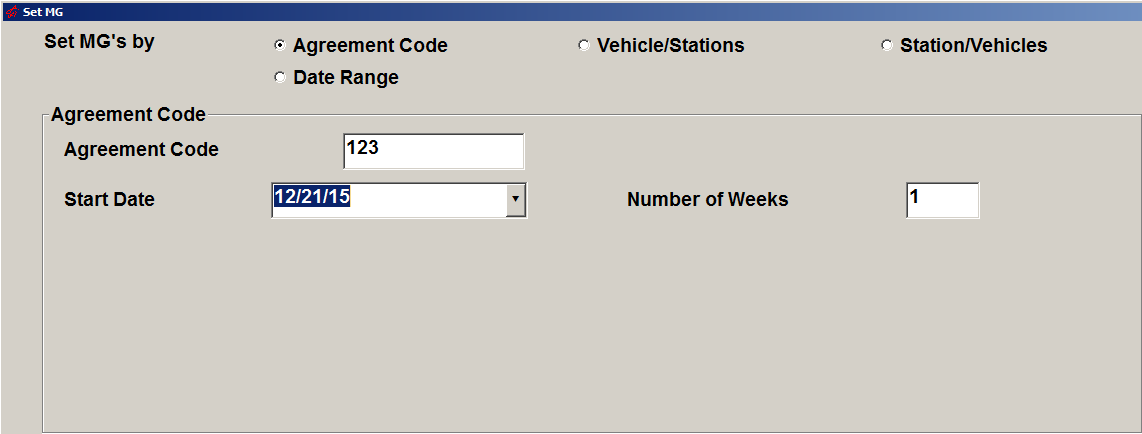 Set MG
Set MG's by
Agreement Code Vehicle/Stations Station/Vehicles
Date Range
Agreement Code
Agreement Code 123
Start Date 12/21/15 Number of Weeks 1